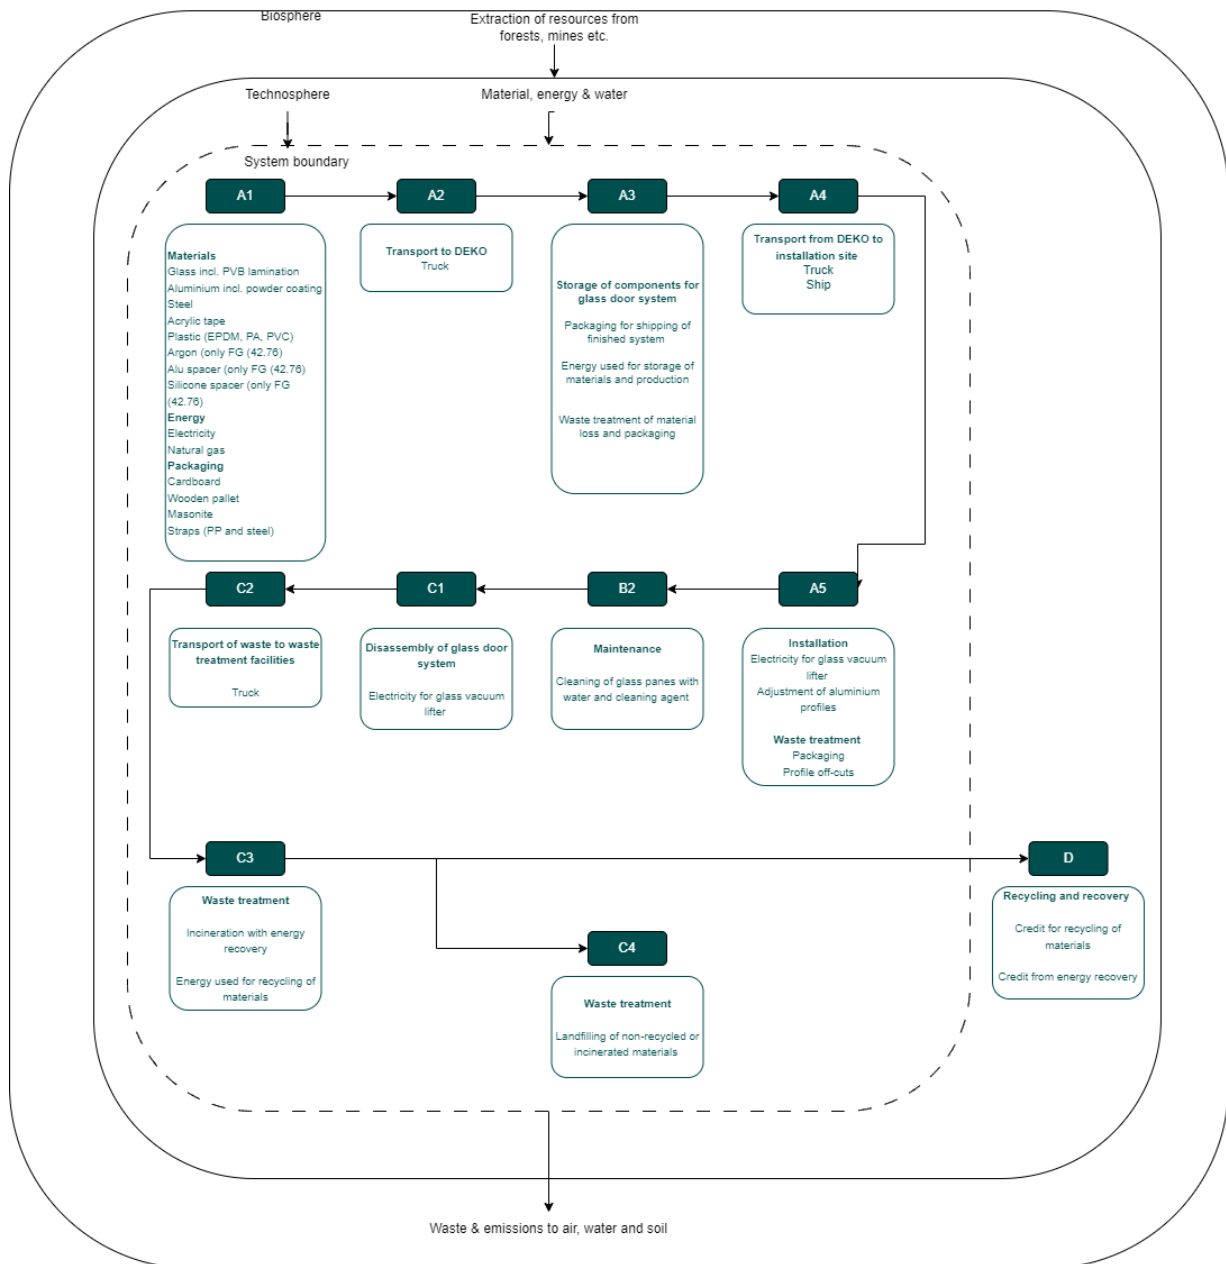 Biosphere
Extraction of resources from
forests, mines etc.
Technosphere
Material, energy & water
System boundary
A1
A2
A3
A4
Materials
Glass incl. PVB lamination
Aluminium incl. powder coating
Steel
Acrylic tape
Plastic (EPDM, PA, PVC)
Argon (only FG (42.76)
Alu spacer (only FG (42.76)
Silicone spacer (only FG
(42.76)
Energy
Electricity
Natural gas
Packaging
Cardboard
Wooden pallet
Masonite
Straps (PP and steel)
Transport to DEKO
Truck
Storage of components for
glass door system
Packaging for shipping of
finished system
Energy used for storage of
materials and production
Waste treatment of material
loss and packaging
Transport from DEKO to
installation site
Truck
Ship
C2
C1
B2
A5
Transport of waste to waste
treatment facilities
Truck
Disassembly of glass door
system
Electricity for glass vacuum
lifter
Maintenance
Cleaning of glass panes with
water and cleaning agent
Installation
Electricity for glass vacuum
lifter
Adjustment of aluminium
profiles
Waste treatment
Packaging
Profile off-cuts
C3
D
Waste treatment
Incineration with energy
recovery
Energy used for recycling of
materials
C4
Waste treatment
Landfilling of non-recycled or
incinerated materials
Recycling and recovery
Credit for recycling of
materials
Credit from energy recovery
Waste & emissions to air, water and soil